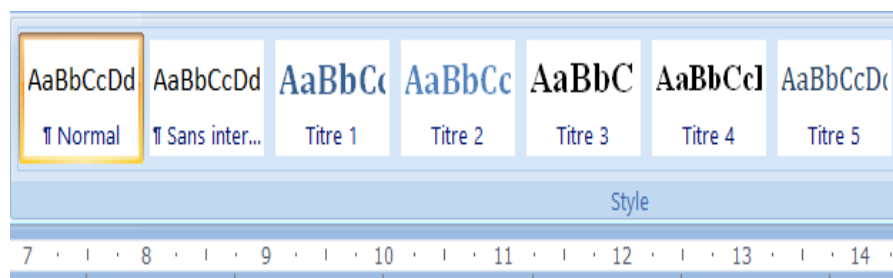 AaBbCcDd AaBbCcDd AaBbCc AaBbCc AaBbC AaBbCcI AaBbCcDc
¶ Normal ¶ Sans inter... Titre 1 Titre 2 Titre 3 Titre 4 Titre 5
Style
7 8 9 10 11 12 13 14